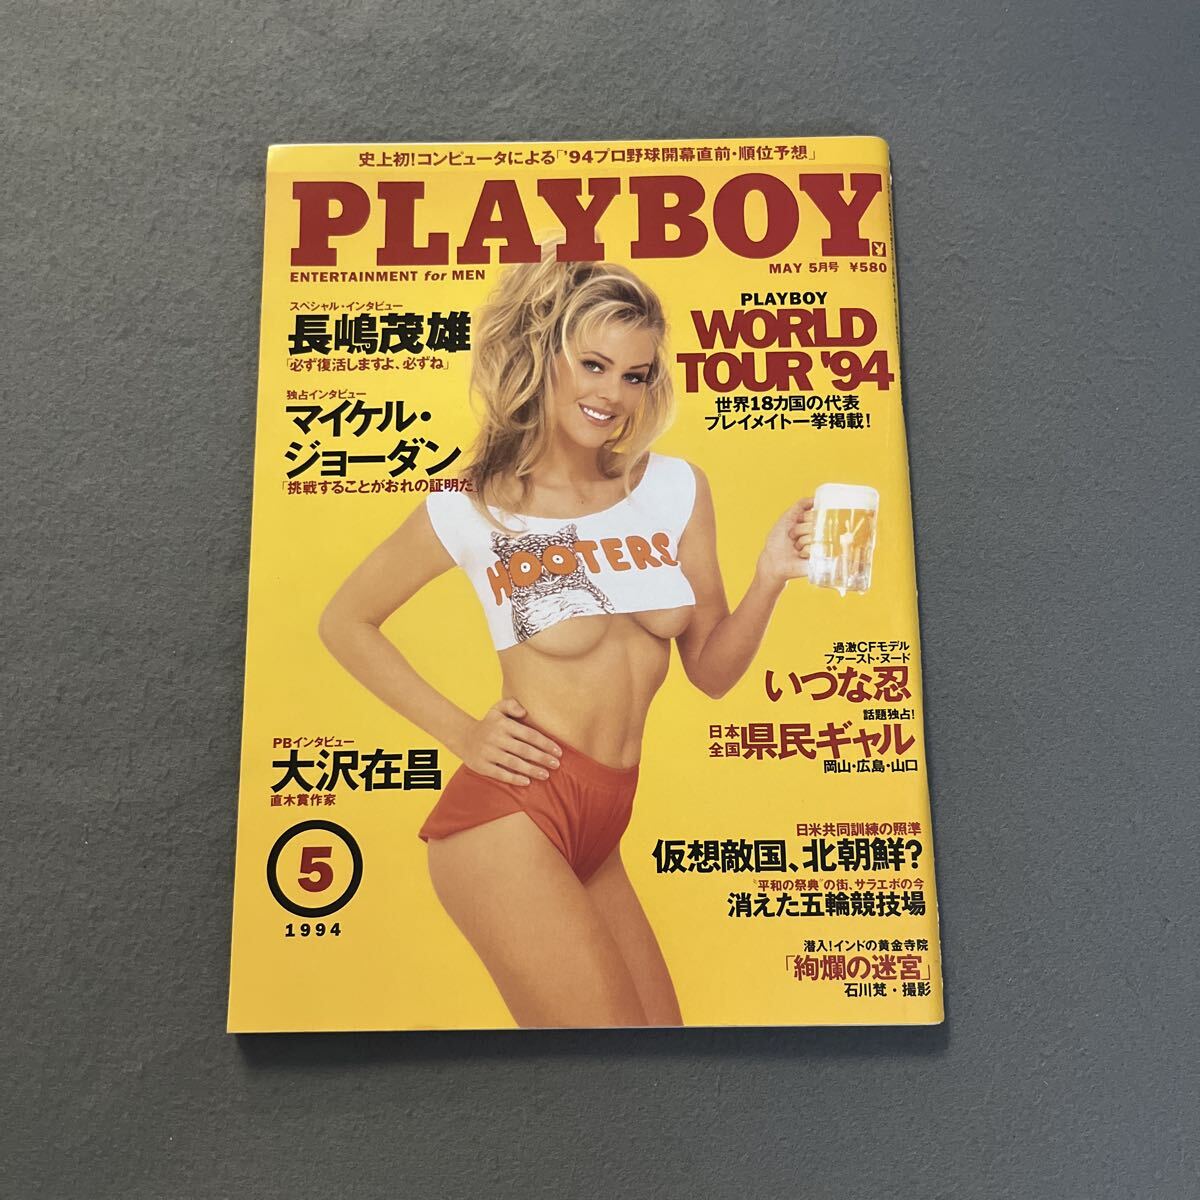 史上初!コンピュータによる「'94プロ野球開幕直前・順位予想」
PLAYBOY
ENTERTAINMENT for MEN
MAY 5月号 ¥580
スペシャル・インタビュー
長嶋茂雄
「必ず復活しますよ、必ずね」
独占インタビュー
マイケル・
ジョーダン
「挑戦することがおれの証明だ」
PLAYBOY
WORLD
TOUR '94
世界18カ国の代表
プレイメイト一挙掲載!
HOOTERS
過激CFモデル
ファースト・ヌード
いづな忍
話題独占!
日本
全国
県民ギャル
岡山・広島・山口
PBインタビュー
大沢在昌
直木賞作家
5
1994
日米共同訓練の照準
仮想敵国、北朝鮮?
"平和の祭典"の街、サラエボの今
消えた五輪競技場
潜入!インドの黄金寺院
「絢爛の迷宮」
石川梵・撮影